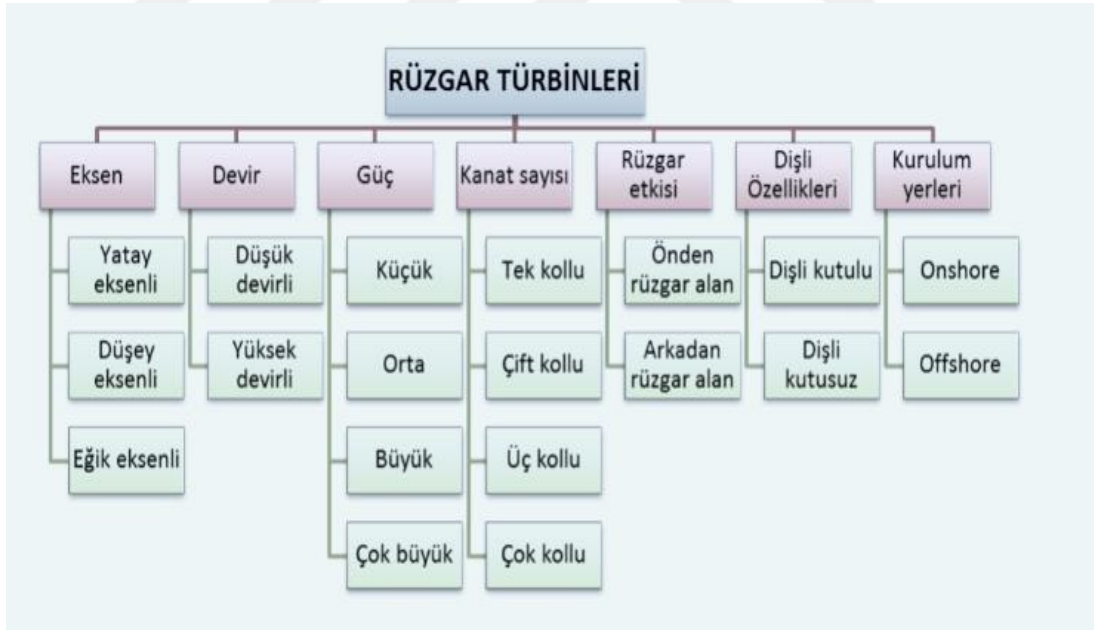 RÜZGAR TÜRBİNLERİ
Eksen
Yatay
eksenli
Düşey
eksenli
Eğik eksenli
Devir
Düşük
devirli
Yüksek
devirli
Güç
Küçük
Orta
Büyük
Çok büyük
Kanat sayısı
Tek kollu
Çift kollu
Üç kollu
Çok kollu
Rüzgar
etkisi
Önden
rüzgar alan
Arkadan
rüzgar alan
Dişli
Özellikleri
Dişli kutulu
Dişli
kutusuz
Kurulum
yerleri
Onshore
Offshore